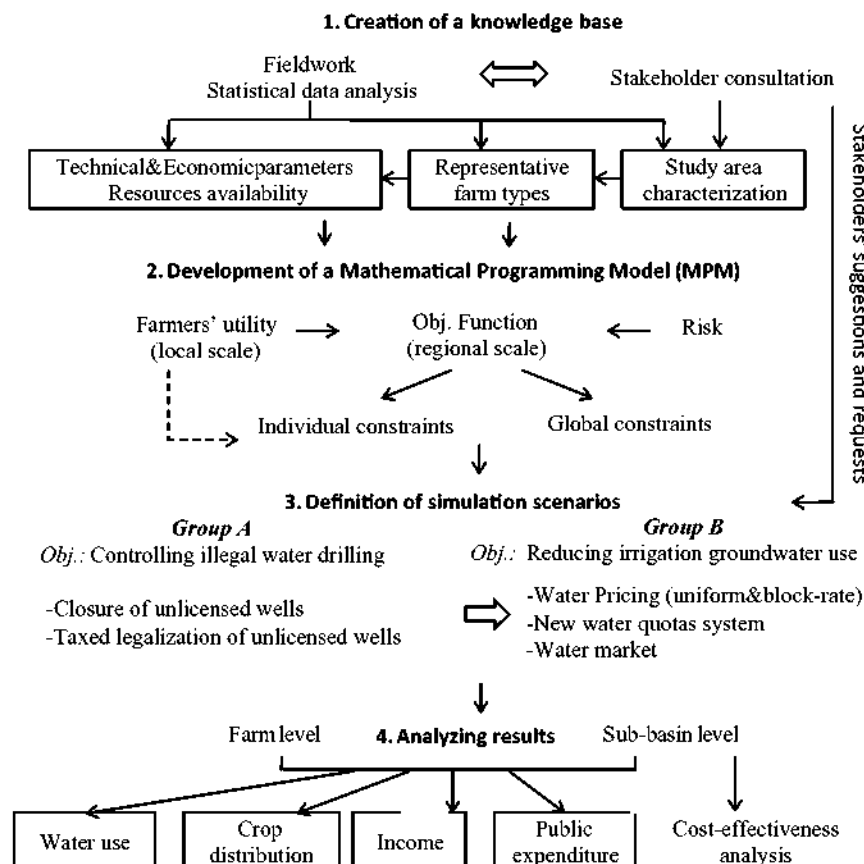 1. Creation of a knowledge base
Fieldwork
Statistical data analysis
Stakeholder consultation
Technical&Economicparameters
Resources availability
Representative
farm types
Study area
characterization
Stakeholders suggestions and requests
2. Development of a Mathematical Programming Model (MPM)
Farmers' utility
(local scale)
Obj. Function
(regional scale)
Risk
Individual constraints
Global constraints
3. Definition of simulation scenarios
Group A
Obj.: Controlling illegal water drilling
-Closure of unlicensed wells
-Taxed legalization of unlicensed wells
Group B
Obj.: Reducing irrigation groundwater use
-Water Pricing (uniform&block-rate)
-New water quotas system
-Water market
Farm level
4. Analyzing results
Sub-basin level
Water use
Crop
distribution
Income
Public
expenditure
Cost-effectiveness
analysis